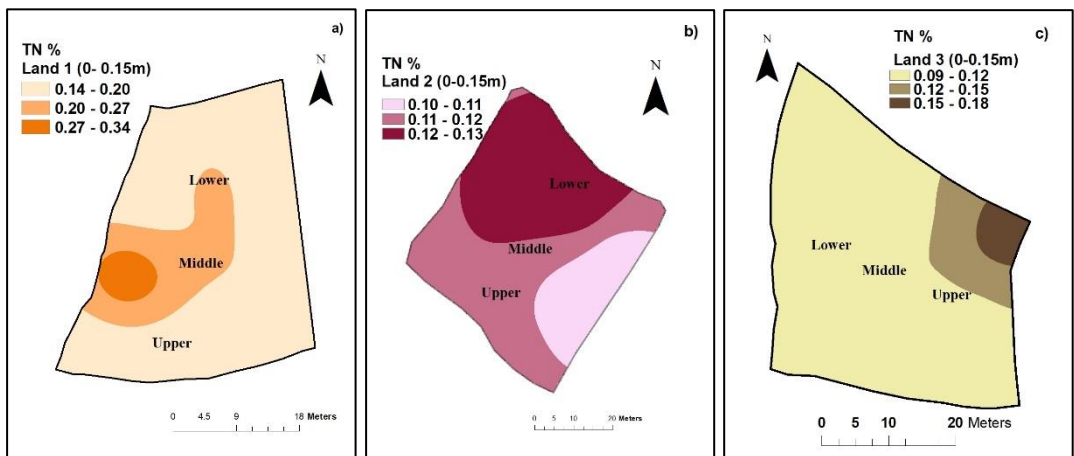 a)
TN %
Land 1 (0- 0.15m)
0.14 - 0.20
0.20 - 0.27
0.27 - 0.34
N
Lower
Middle
Upper
0 4.5 9 18 Meters
b)
TN %
Land 2 (0-0.15m)
0.10 - 0.11
0.11 - 0.12
0.12 - 0.13
N
Lower
Middle
Upper
0 5 10 20 Meters
c)
TN %
Land 3 (0-0.15m)
0.09 - 0.12
0.12 - 0.15
0.15 - 0.18
N
Lower
Middle
Upper
0 5 10 20 Meters